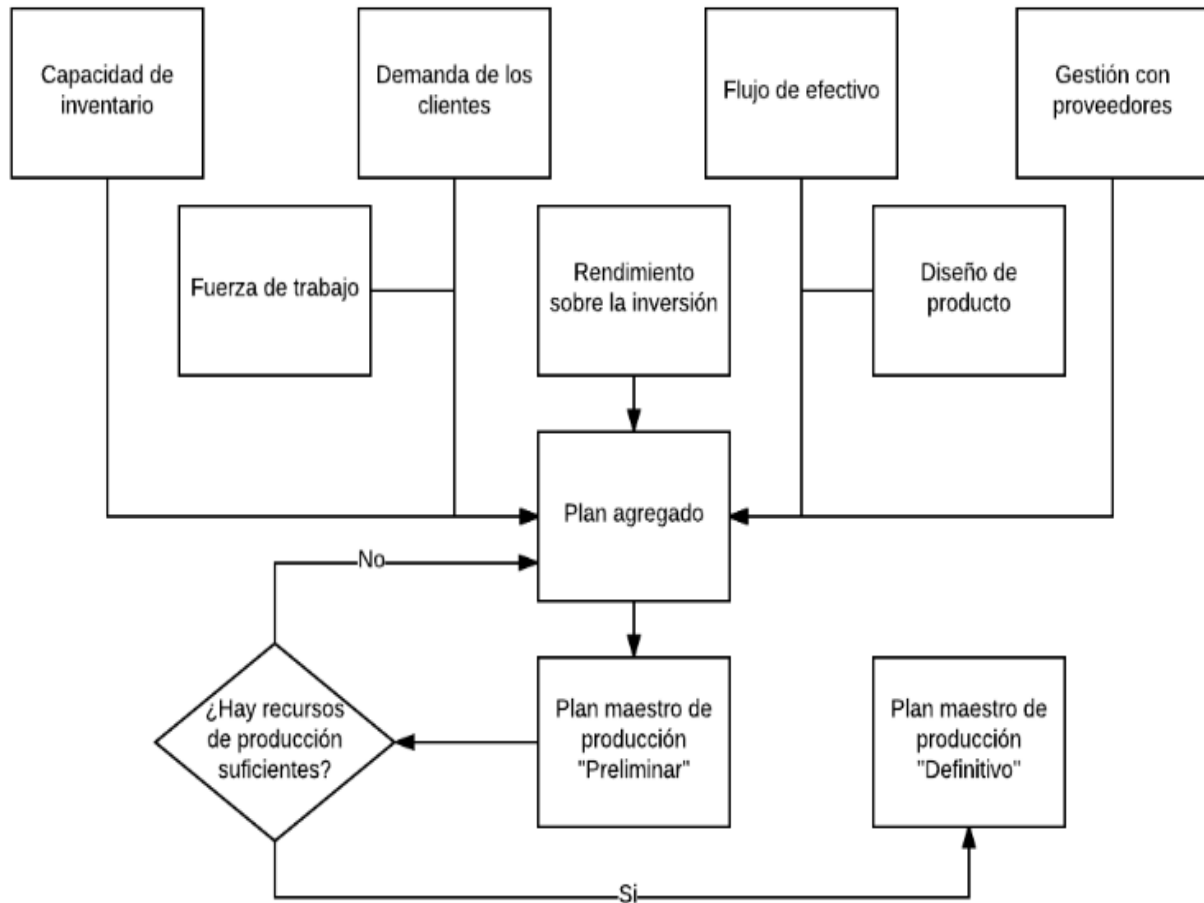 Capacidad de
inventario
Demanda de los
clientes
Flujo de efectivo
Gestión con
proveedores
Fuerza de trabajo
Rendimiento
sobre la inversión
Diseño de
producto
Plan agregado
No
¿Hay recursos
de producción
suficientes?
Plan maestro de
producción
"Preliminar"
Plan maestro de
producción
"Definitivo"
Si